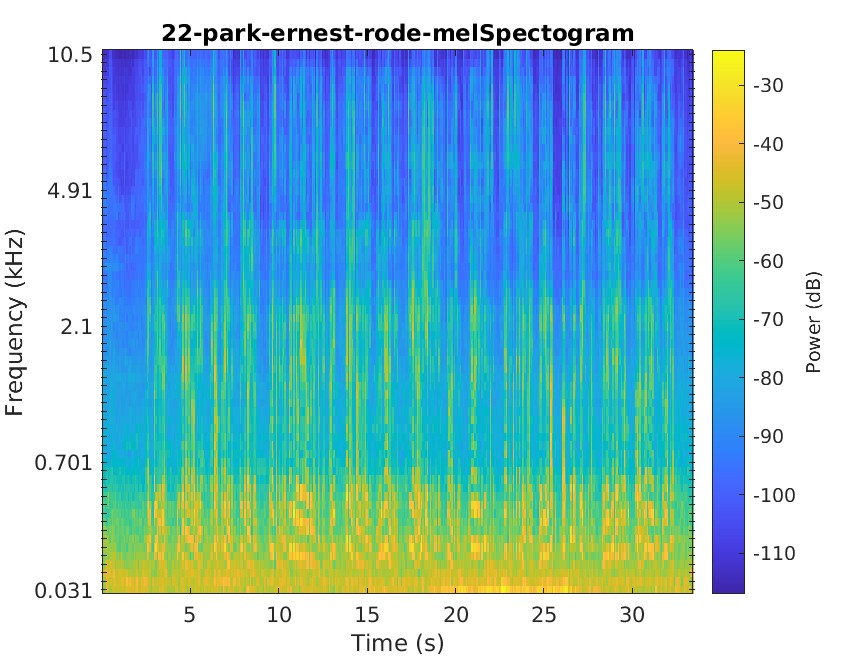 22-park-ernest-rode-melSpectogram
10.5
4.91
2.1
0.701
0.031
Frequency (kHz)
5 10 15 20 25 30
Time (s)
-30
-40
-50
-60
-70
-80
-90
-100
-110
Power (dB)